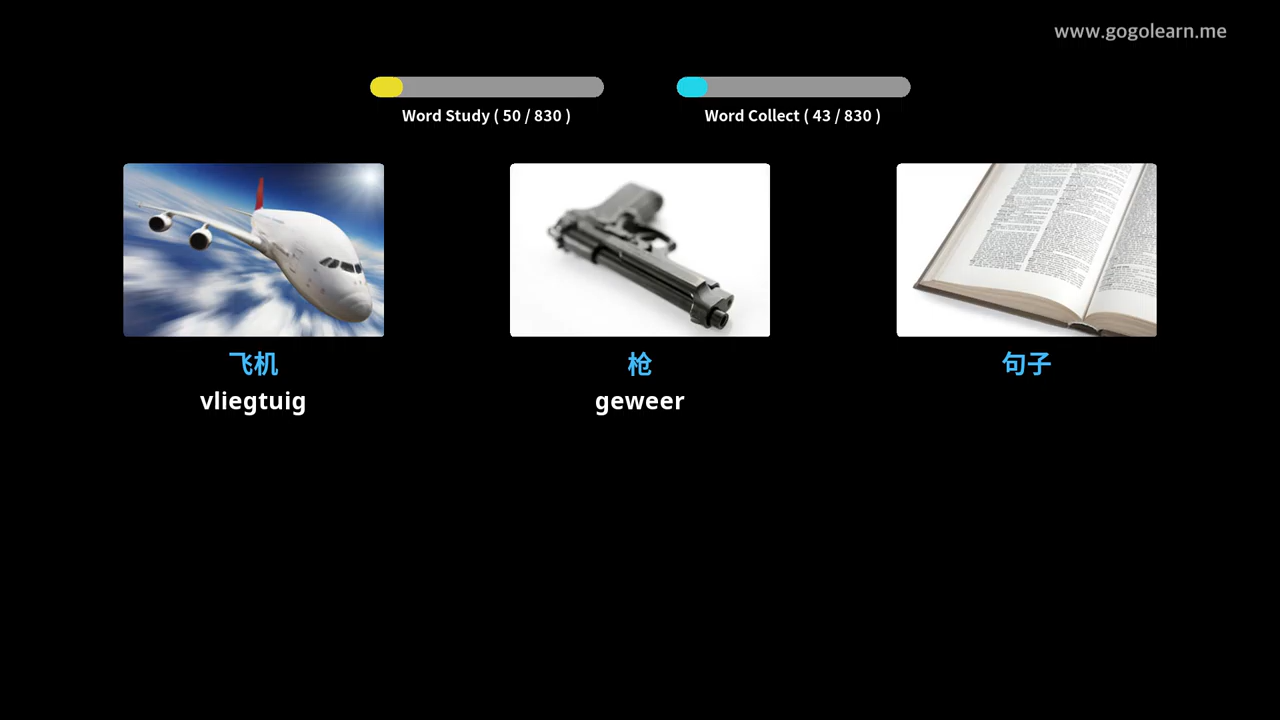 www.gogolearn.me
Word Study ( 50 / 830 )
Word Collect ( 43 / 830 )
飞机
枪
句子
vliegtuig
geweer